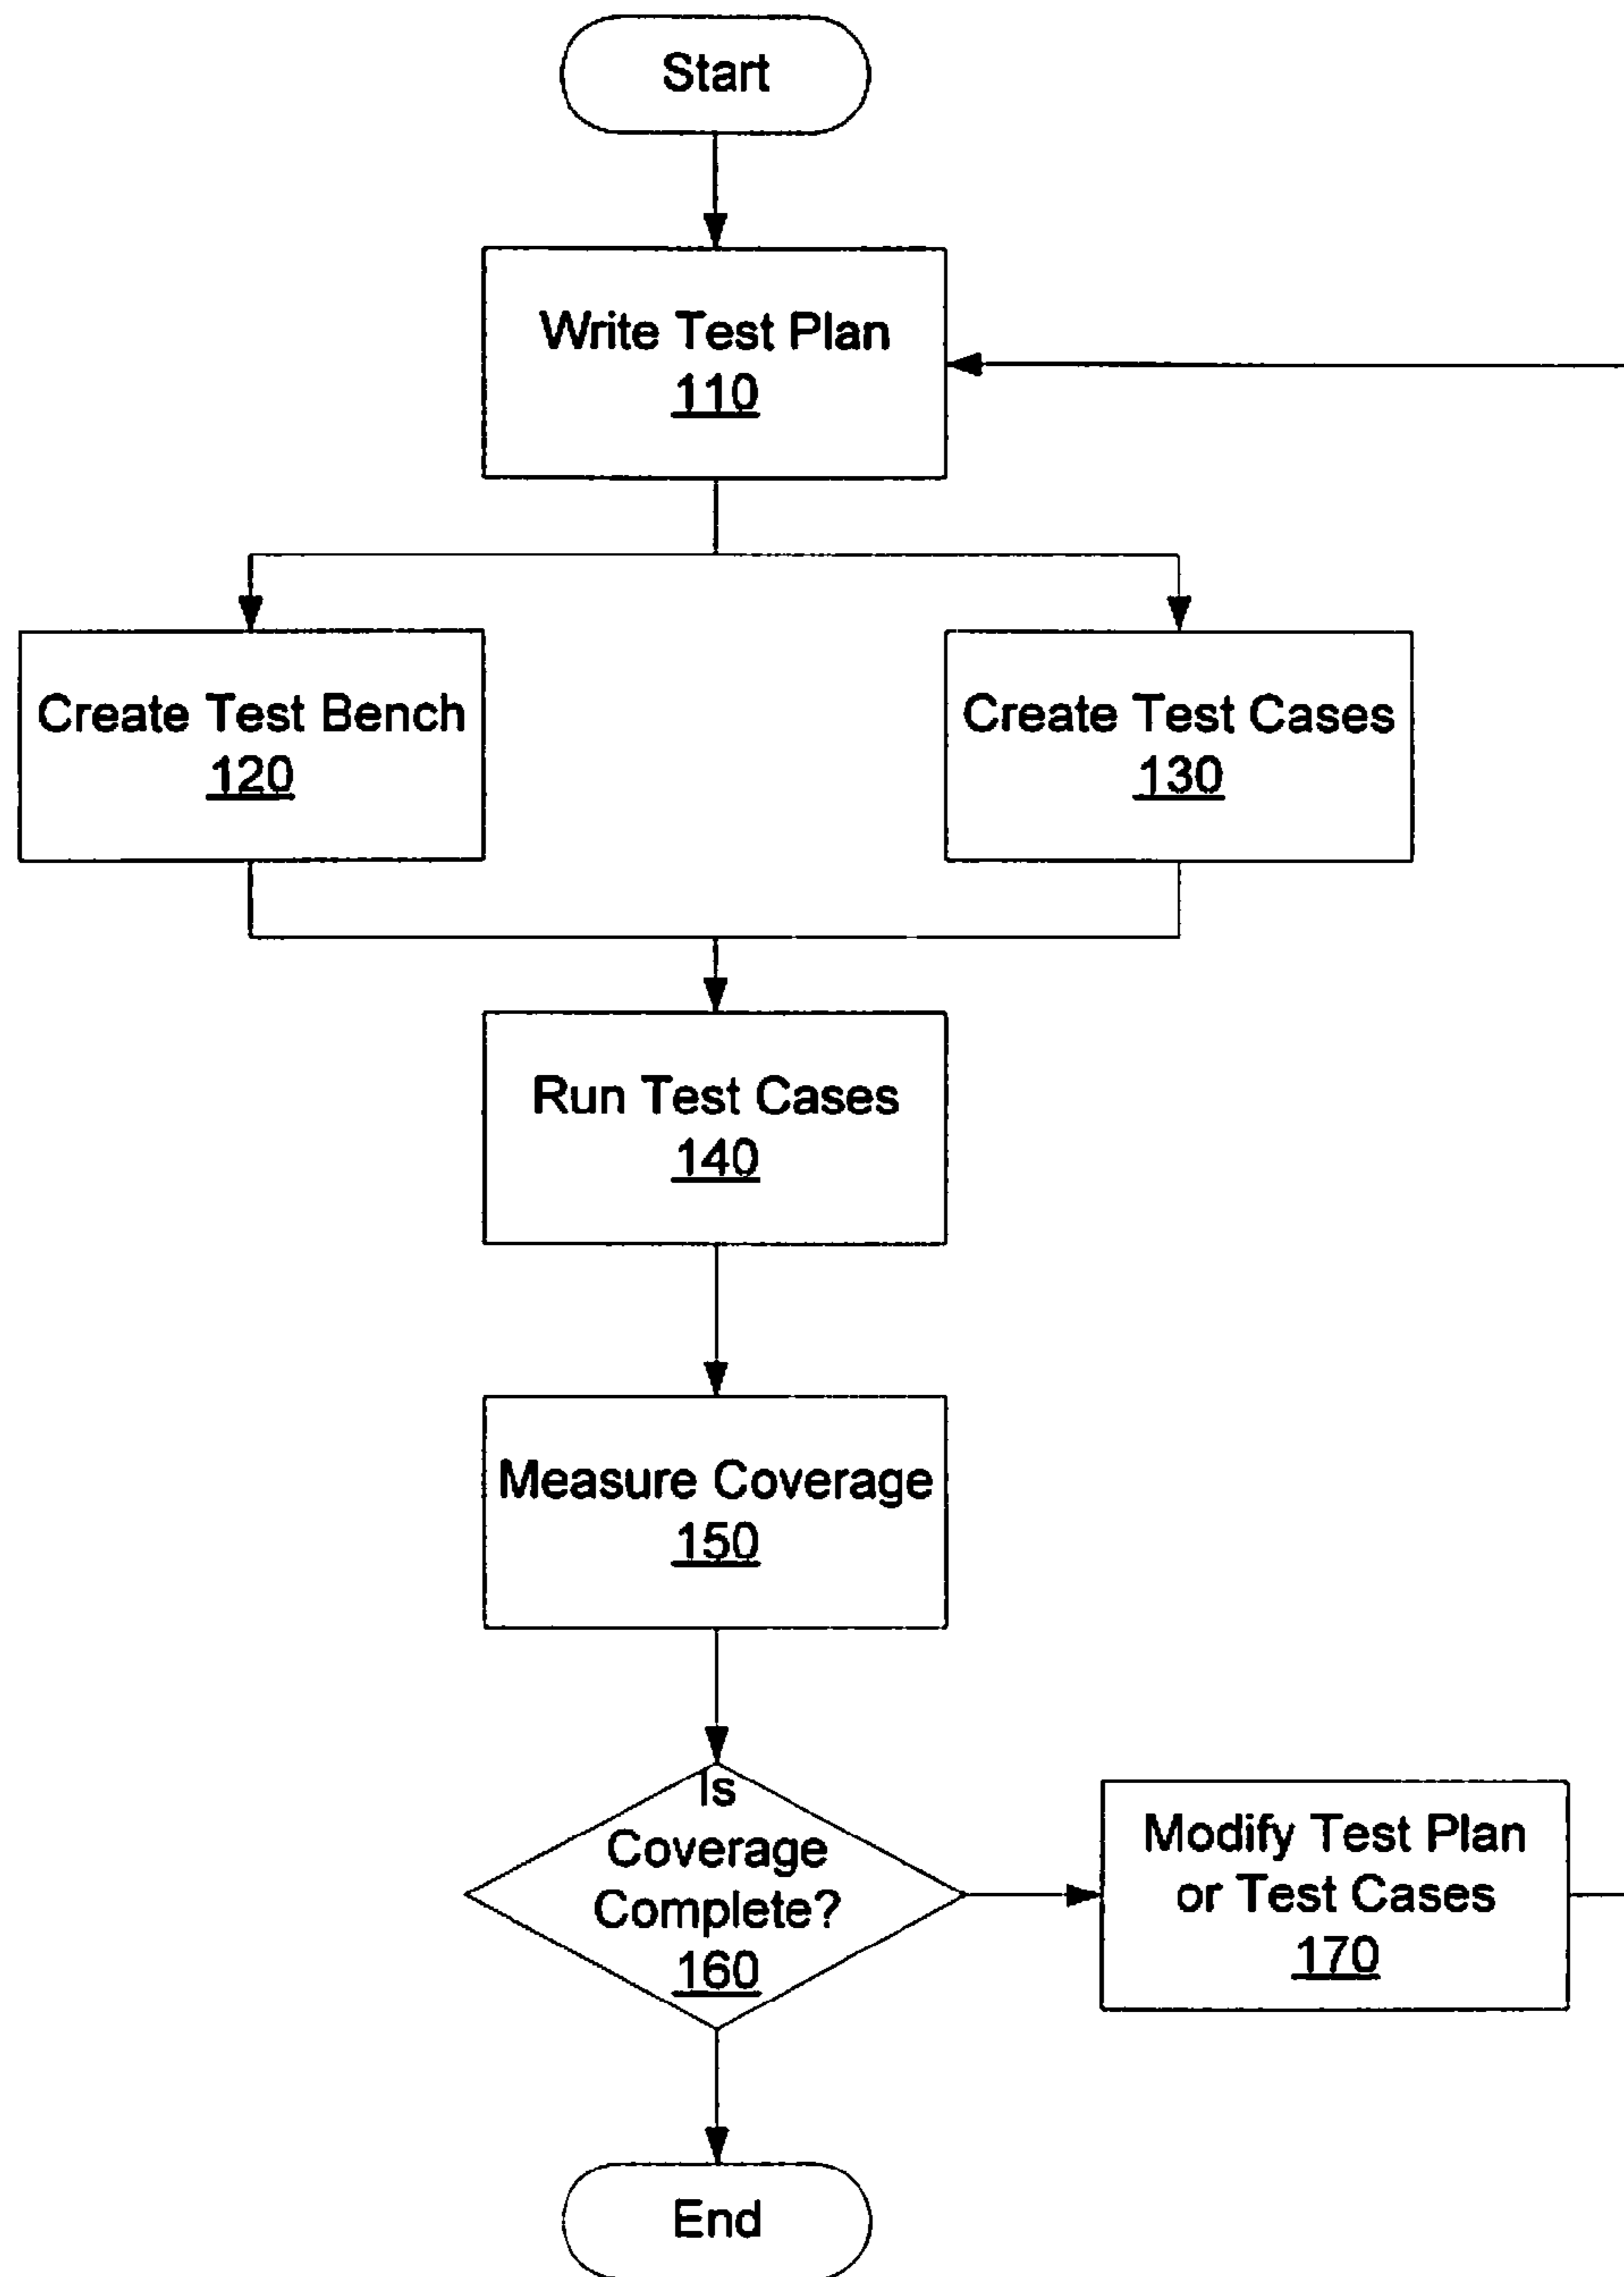 Start
Write Test Plan
110
Create Test Bench
120
Create Test Cases
130
Run Test Cases
140
Measure Coverage
150
Is
Coverage
Complete?
160
Modify Test Plan
or Test Cases
170
End